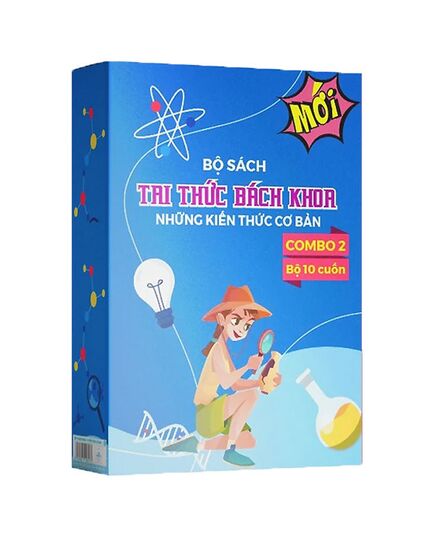 MỚI
BỘ SÁCH
TRI THỨC BÁCH KHOA
NHỮNG KIẾN THỨC CƠ BẢN
COMBO 2
Bộ 10 cuốn